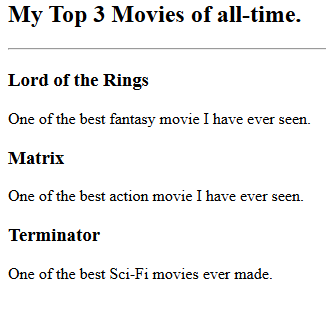 My Top 3 Movies of all-time.
Lord of the Rings
One of the best fantasy movie I have ever seen.
Matrix
One of the best action movie I have ever seen.
Terminator
One of the best Sci-Fi movies ever made.